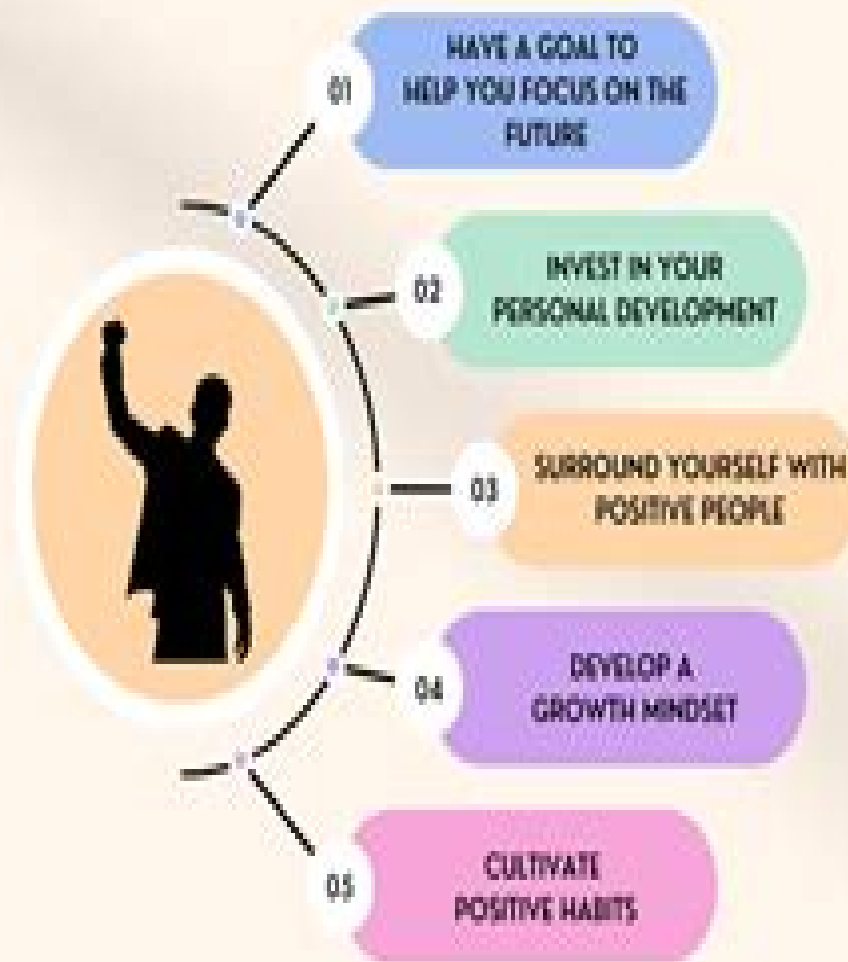 01
HAVE A GOAL TO
HELP YOU FOCUS ON THE
FUTURE
02
INVEST IN YOUR
PERSONAL DEVELOPMENT
03
SURROUND YOURSELF WITH
POSITIVE PEOPLE
04
DEVELOP A
GROWTH MINDSET
05
CULTIVATE
POSITIVE HABITS